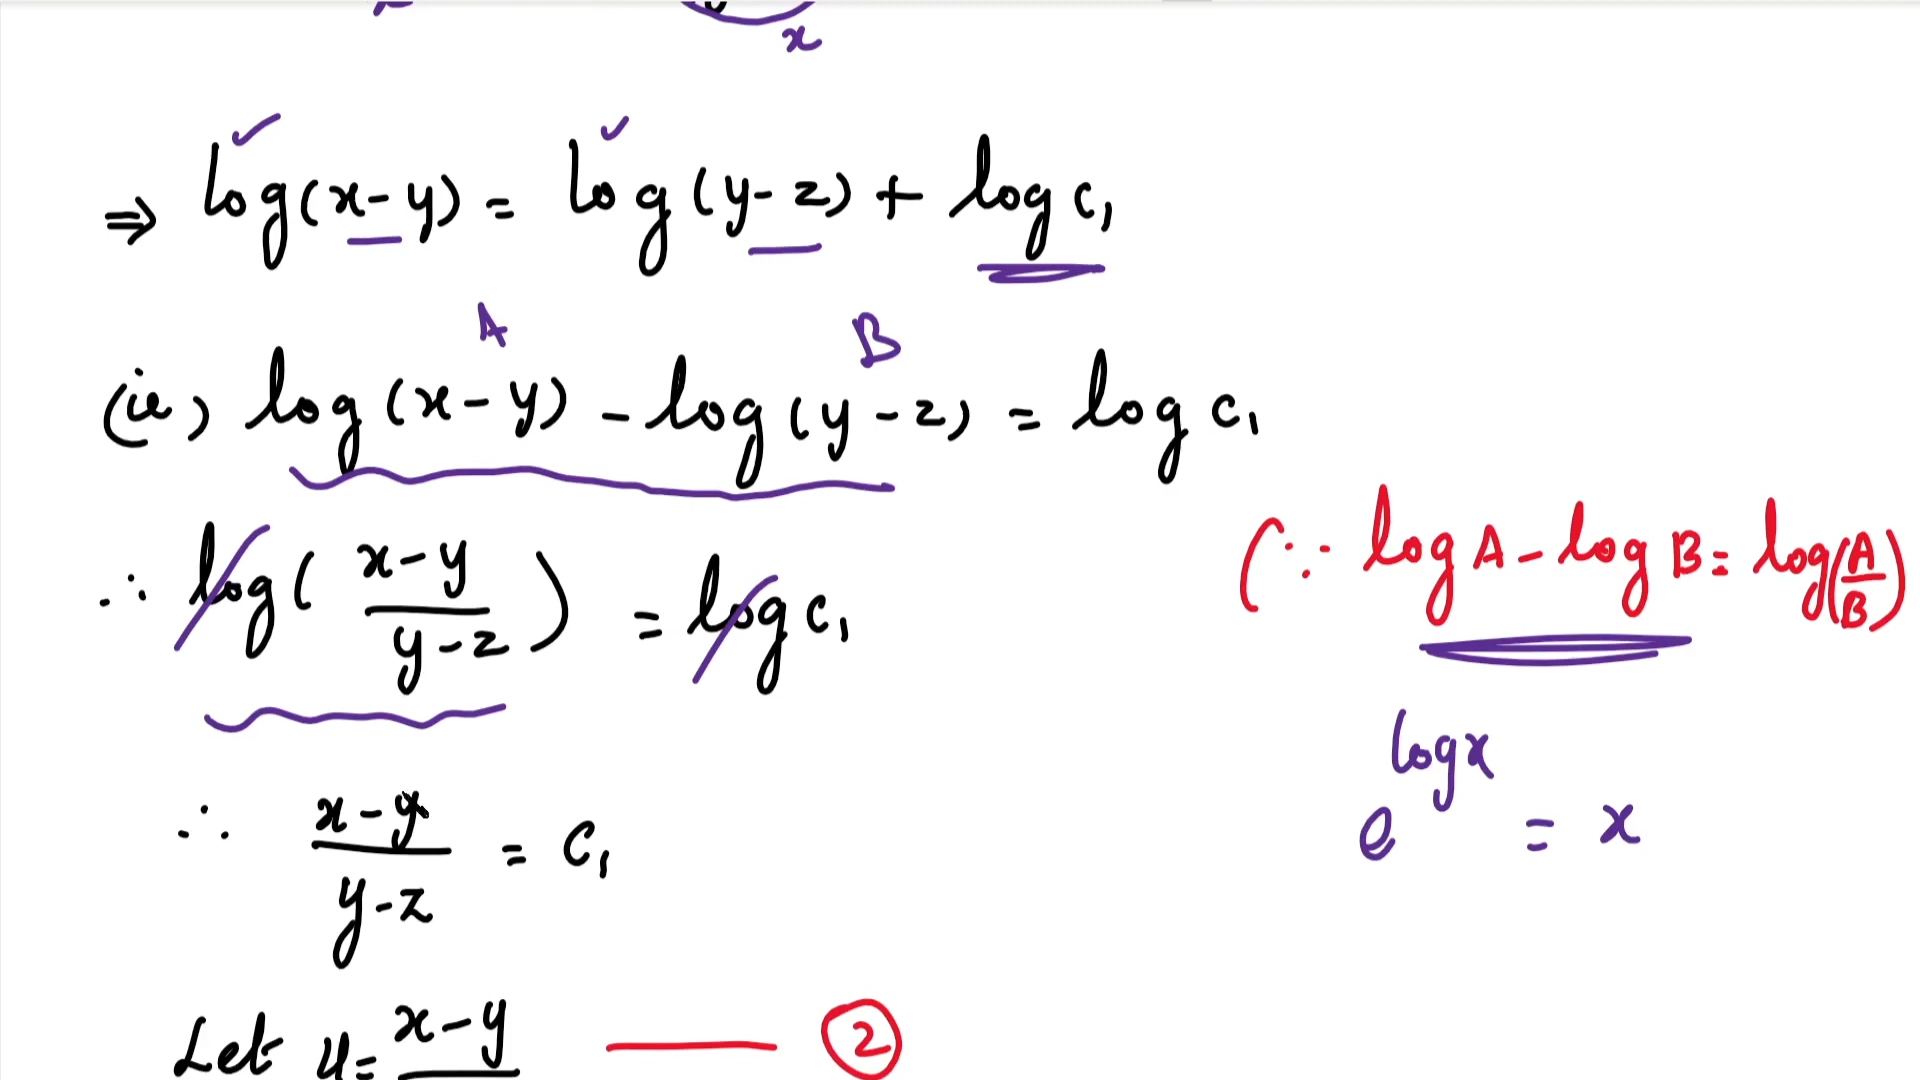 x
⇒ log(x-y) = log(y-z) + log c₁
A B
(ie) log(x-y) - log(y-z) = log c₁
∴ log((x-y)/(y-z)) = log c₁ (∵ log A - log B = log(A/B))
e^(log x) = x
∴ (x-y)/(y-z) = c₁
Let u = x-y —— ②